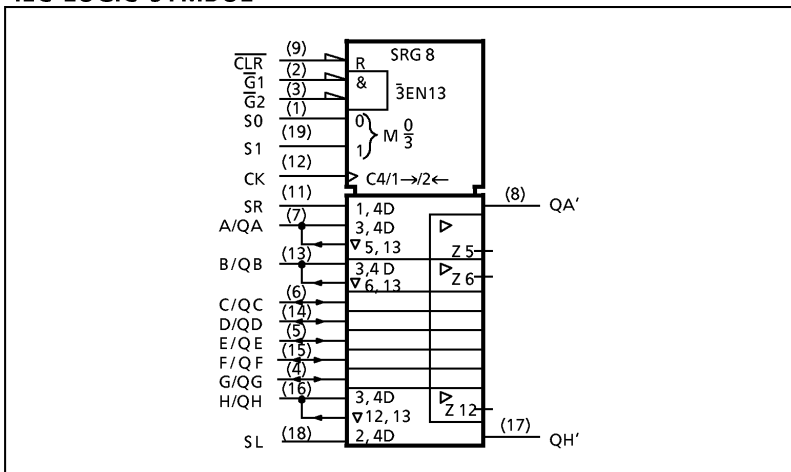 IEC LOGIC SYMBOL
SRG 8
CLR (9) R
G1 (2) &
G2 (3) 3EN13
S0 (1) 0
S1 (19) 1
M 0/3
CK (12) C4/1→/2←
SR (11) 1, 4D (8) QA′
A/QA (7) 3, 4D
▽ 5, 13 Z 5
B/QB (13) 3,4 D
▽ 6, 13 Z 6
C/QC (6)
D/QD (14)
E/QE (5)
F/QF (15)
G/QG (4)
H/QH (16) 3, 4D
▽ 12, 13 Z 12
SL (18) 2, 4D (17) QH′